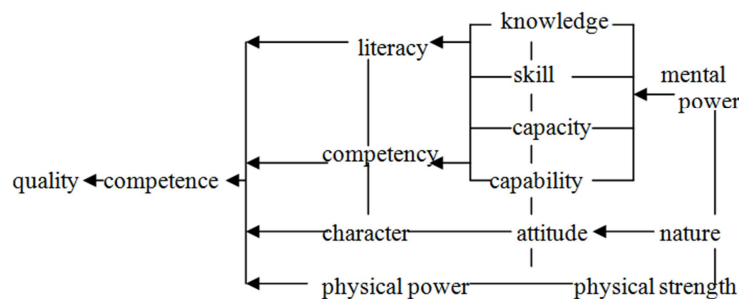 knowledge
literacy
skill
mental
power
capacity
competency
quality
competence
capability
character
attitude
nature
physical power
physical strength